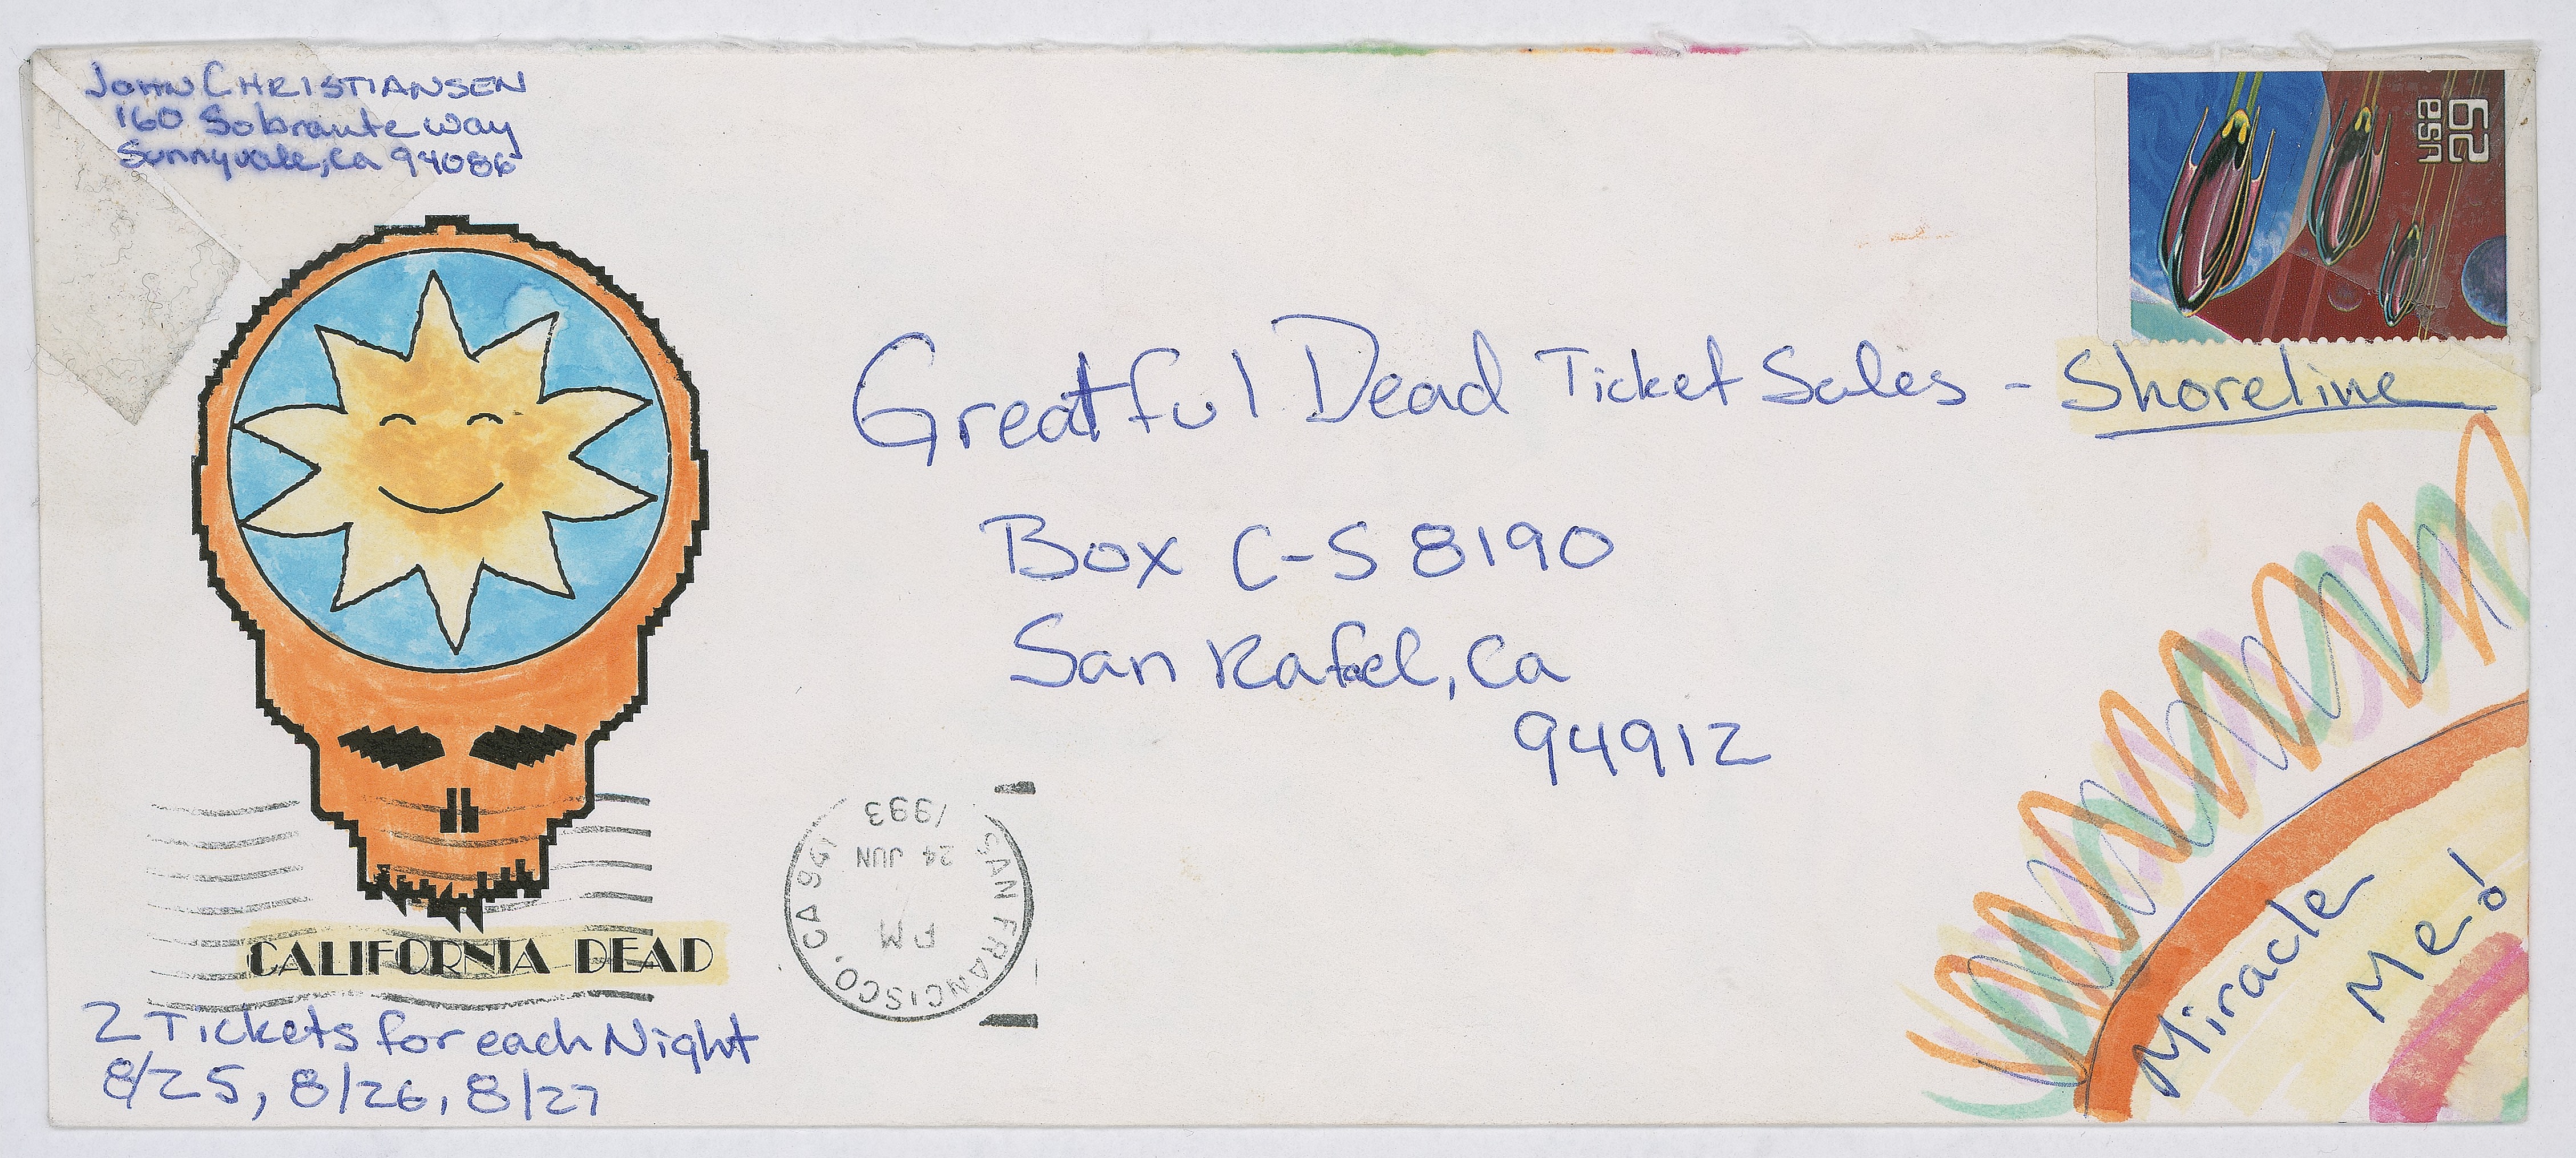 John Christiansen
160 Sobrante Way
Sunnyvale, Ca 94086
USA
29
Greatful Dead Ticket Sales - Shoreline
Box C-S 8190
San Rafael, Ca
94912
SAN FRANCISCO, CA
PM
24 JUN
1993
CALIFORNIA DEAD
2 Tickets for each Night
8/25, 8/26, 8/27
Miracle
Me!